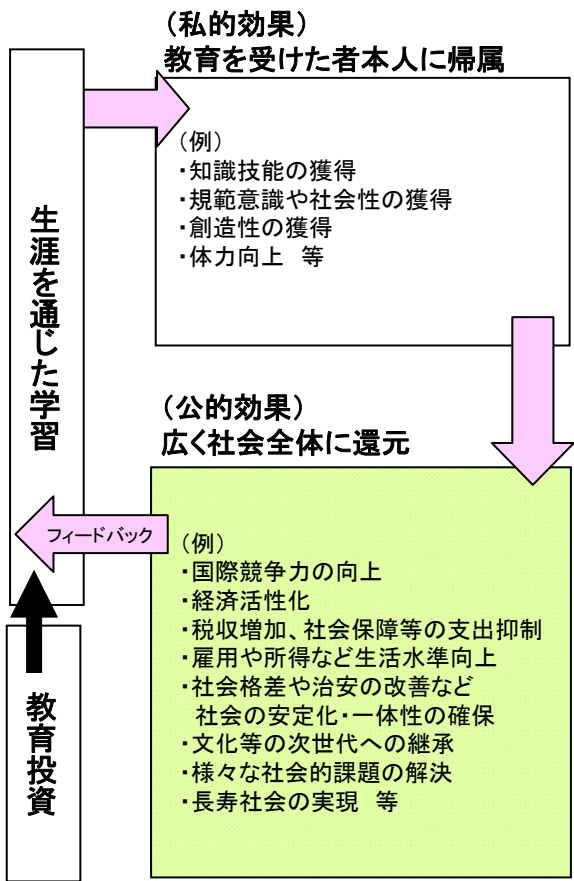 （私的効果）
教育を受けた者本人に帰属
（例）
・知識技能の獲得
・規範意識や社会性の獲得
・創造性の獲得
・体力向上　等
生涯を通じた学習
（公的効果）
広く社会全体に還元
フィードバック
（例）
・国際競争力の向上
・経済活性化
・税収増加、社会保障等の支出抑制
・雇用や所得など生活水準向上
・社会格差や治安の改善など
社会の安定化・一体性の確保
・文化等の次世代への継承
・様々な社会的課題の解決
・長寿社会の実現　等
教育投資